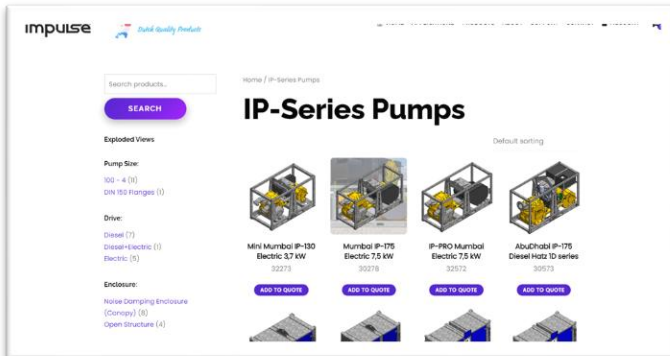 impulse
Dutch Quality Products
Search products...
SEARCH
Exploded Views
Pump Size:
100 - 4 (11)
DIN 150 Flanges (1)
Drive:
Diesel (7)
Diesel+Electric (1)
Electric (5)
Enclosure:
Noise Damping Enclosure
(Canopy) (8)
Open Structure (4)
Home / IP-Series Pumps
IP-Series Pumps
Default sorting
Mini Mumbai IP-130
Electric 3,7 kW
32273
ADD TO QUOTE
Mumbai IP-175
Electric 7,5 kW
30278
ADD TO QUOTE
IP-PRO Mumbai
Electric 7,5 kW
32572
ADD TO QUOTE
AbuDhabi IP-175
Diesel Hatz 1D series
30573
ADD TO QUOTE